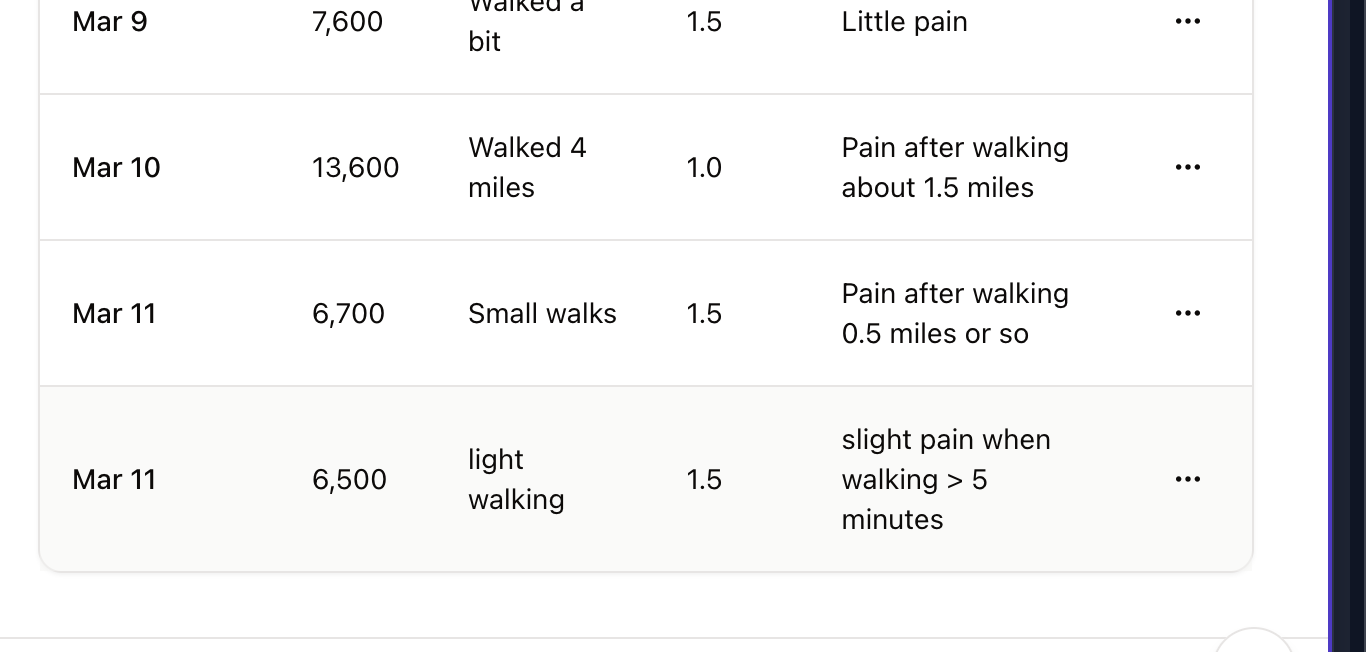 Mar 9 7,600 Walked a 1.5 Little pain •••
bit
Mar 10 13,600 Walked 4 1.0 Pain after walking •••
miles about 1.5 miles
Mar 11 6,700 Small walks 1.5 Pain after walking •••
0.5 miles or so
Mar 11 6,500 light 1.5 slight pain when •••
walking walking > 5
minutes